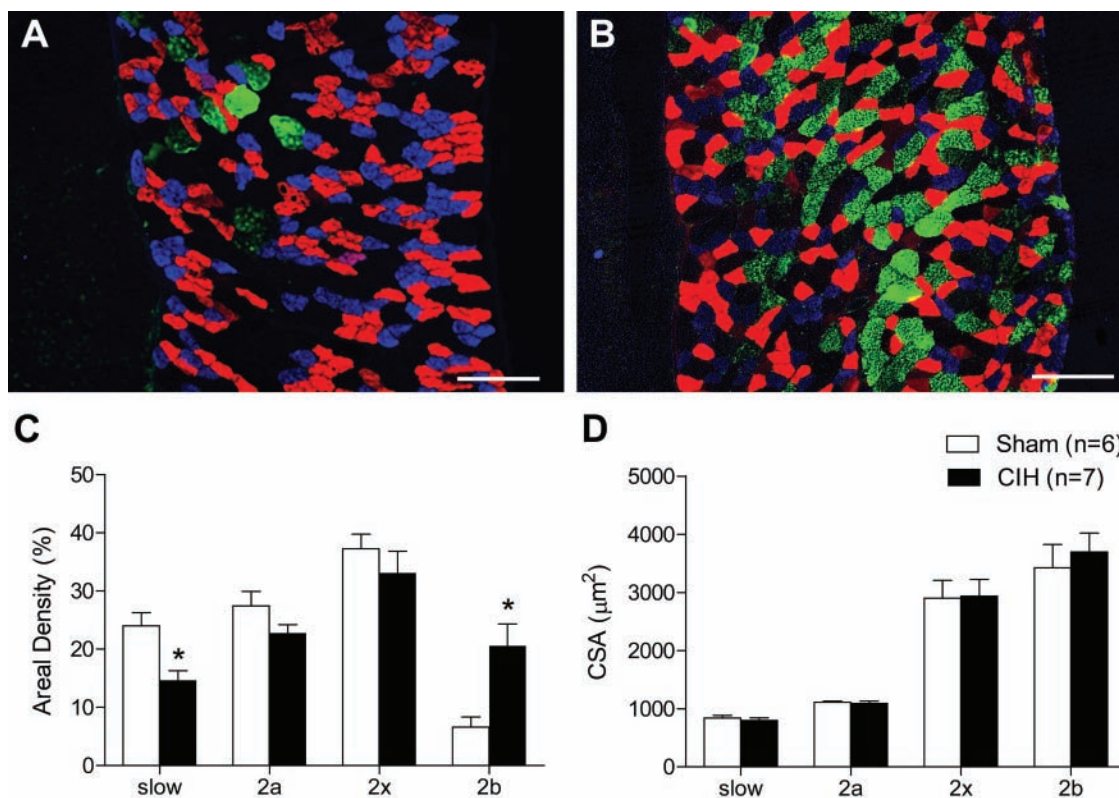 A
B
C
Areal Density (%)
50
40
30
20
10
0
*
*
slow 2a 2x 2b
D
Sham (n=6)
CIH (n=7)
CSA (μm²)
5000
4000
3000
2000
1000
0
slow 2a 2x 2b